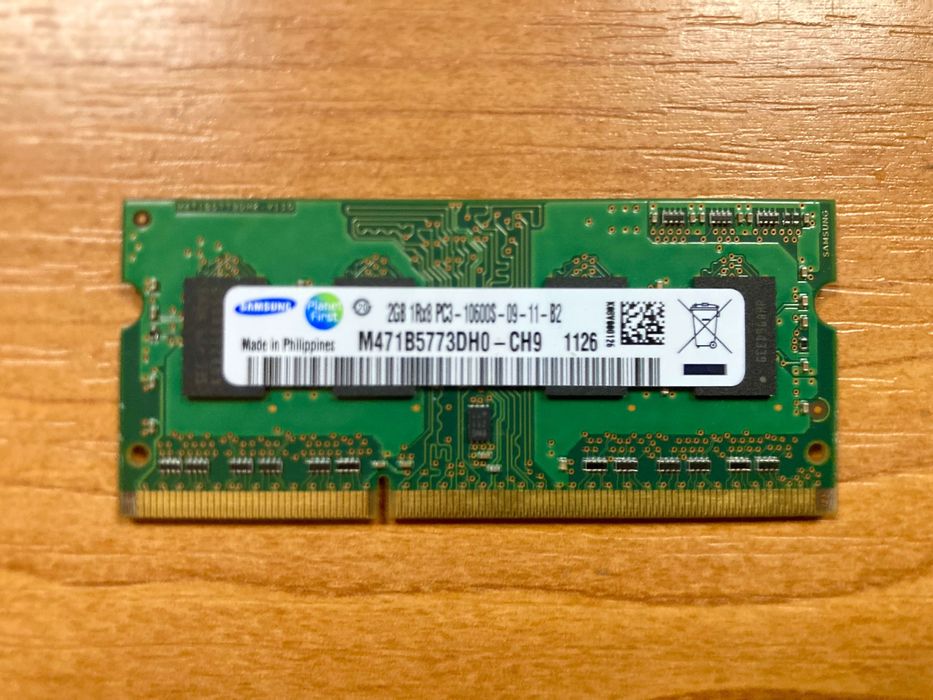 SAMSUNG
SAMSUNG
Planet
First
2GB 1Rx8 PC3-10600S-09-11-B2
Made in Philippines
M471B5773DH0-CH9
1126